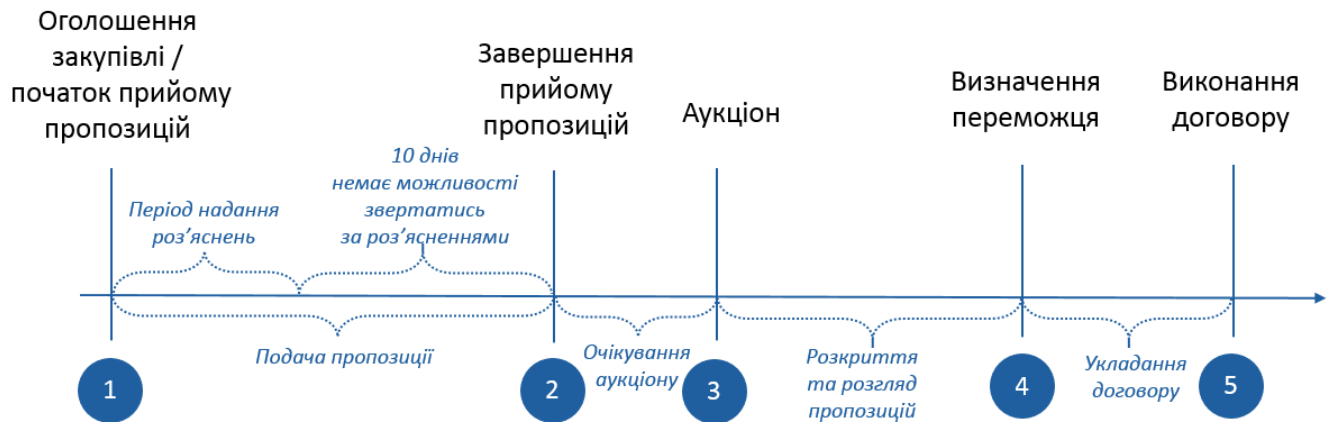 Оголошення
закупівлі /
початок прийому
пропозицій
Завершення
прийому
пропозицій
Аукціон
Визначення
переможця
Виконання
договору
Період надання
роз’яснень
10 днів
немає можливості
звертатись
за роз’ясненнями
Подача пропозиції
Очікування
аукціону
Розкриття
та розгляд
пропозицій
Укладання
договору
1
2
3
4
5